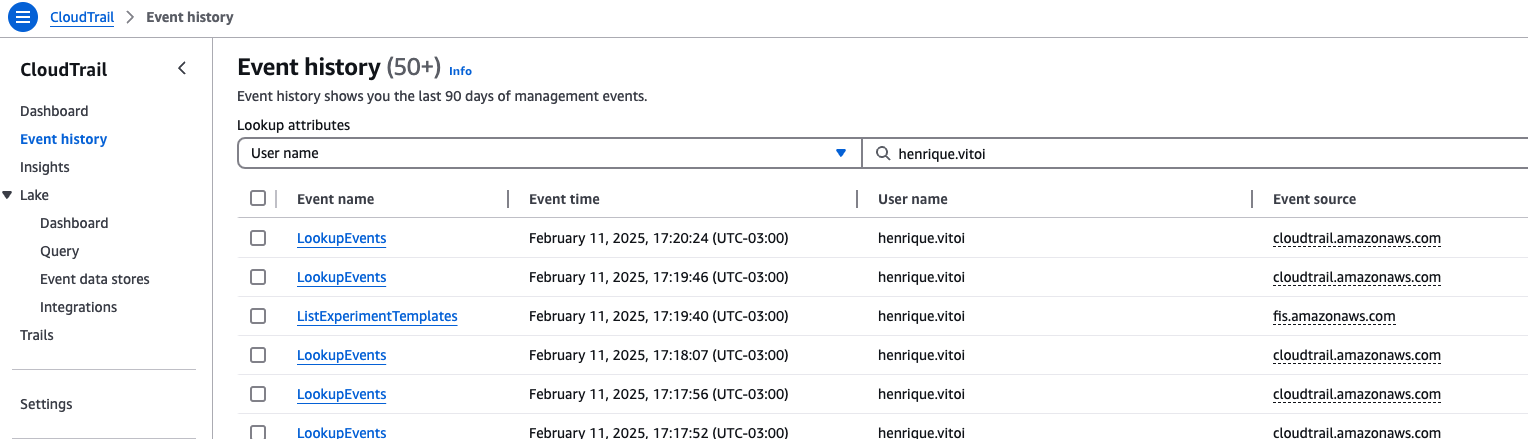 CloudTrail > Event history
CloudTrail
Dashboard
Event history
Insights
Lake
Dashboard
Query
Event data stores
Integrations
Trails
Settings
Event history (50+) Info
Event history shows you the last 90 days of management events.
Lookup attributes
User name henrique.vitoi
Event name Event time User name Event source
LookupEvents February 11, 2025, 17:20:24 (UTC-03:00) henrique.vitoi cloudtrail.amazonaws.com
LookupEvents February 11, 2025, 17:19:46 (UTC-03:00) henrique.vitoi cloudtrail.amazonaws.com
ListExperimentTemplates February 11, 2025, 17:19:40 (UTC-03:00) henrique.vitoi fis.amazonaws.com
LookupEvents February 11, 2025, 17:18:07 (UTC-03:00) henrique.vitoi cloudtrail.amazonaws.com
LookupEvents February 11, 2025, 17:17:56 (UTC-03:00) henrique.vitoi cloudtrail.amazonaws.com
LookupEvents February 11, 2025, 17:17:52 (UTC-03:00) henrique.vitoi cloudtrail.amazonaws.com